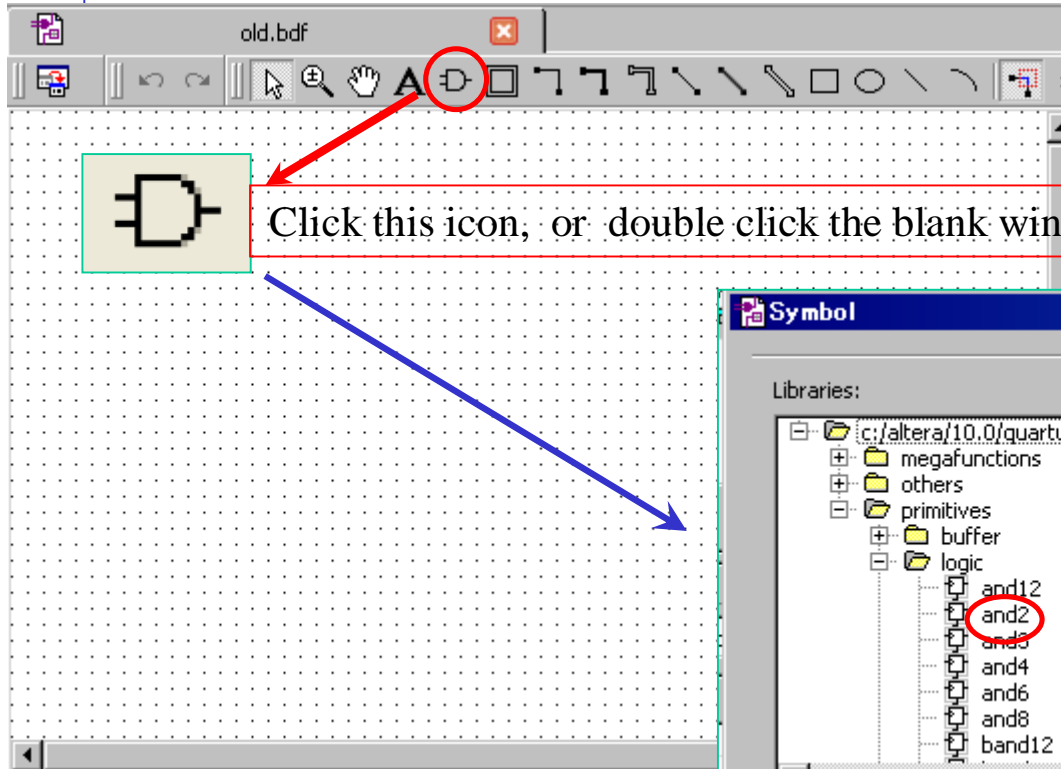 old.bdf
A
Click this icon, or double click the blank win
Symbol
Libraries:
c:/altera/10.0/quartu
megafunctions
others
primitives
buffer
logic
and12
and2
and3
and4
and6
and8
band12